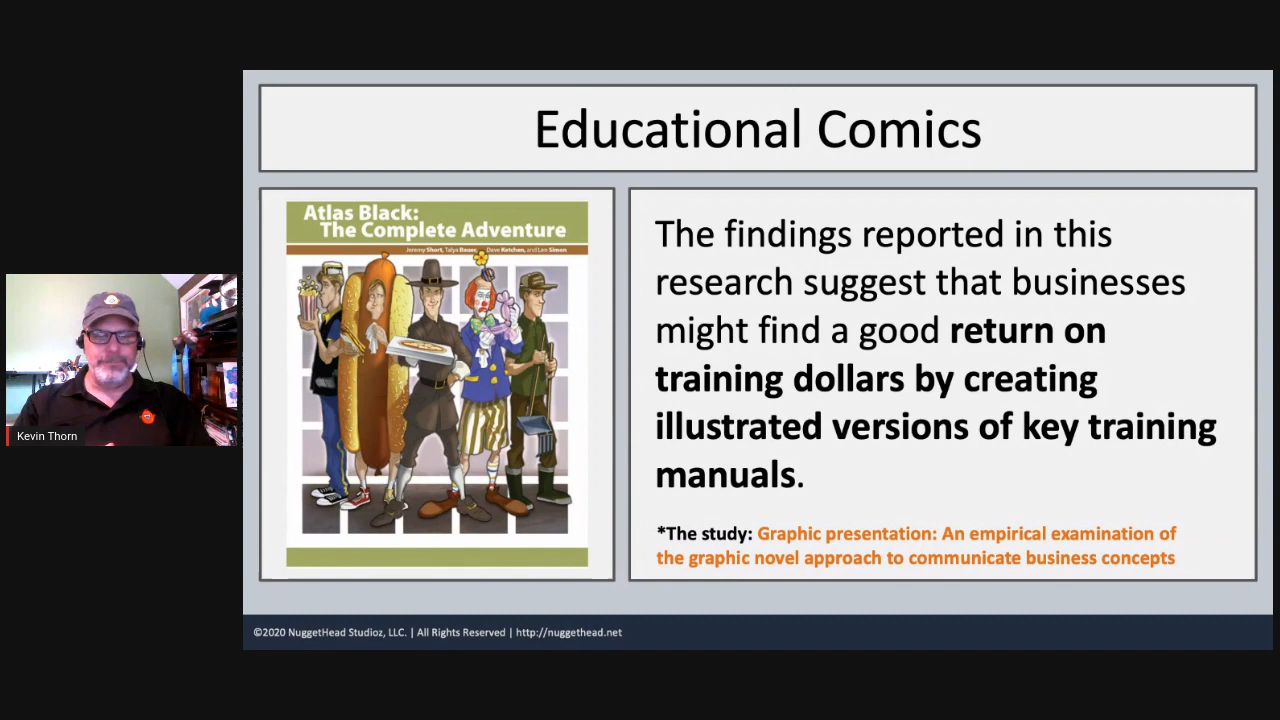 Educational Comics
Atlas Black:
The Complete Adventure
Jeremy Short, Talya Bauer, Dave Ketchen, and Len Simon
The findings reported in this
research suggest that businesses
might find a good return on
training dollars by creating
illustrated versions of key training
manuals.
*The study: Graphic presentation: An empirical examination of
the graphic novel approach to communicate business concepts
Kevin Thorn
©2020 NuggetHead Studioz, LLC. | All Rights Reserved | http://nuggethead.net